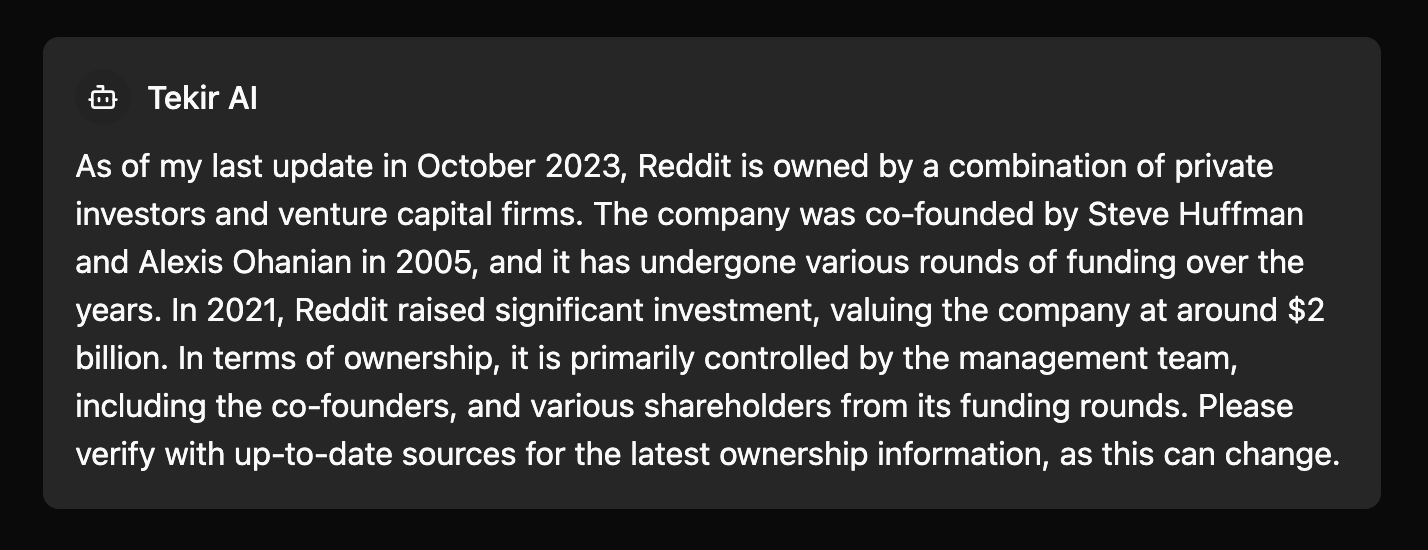 Tekir AI
As of my last update in October 2023, Reddit is owned by a combination of private
investors and venture capital firms. The company was co-founded by Steve Huffman
and Alexis Ohanian in 2005, and it has undergone various rounds of funding over the
years. In 2021, Reddit raised significant investment, valuing the company at around $2
billion. In terms of ownership, it is primarily controlled by the management team,
including the co-founders, and various shareholders from its funding rounds. Please
verify with up-to-date sources for the latest ownership information, as this can change.